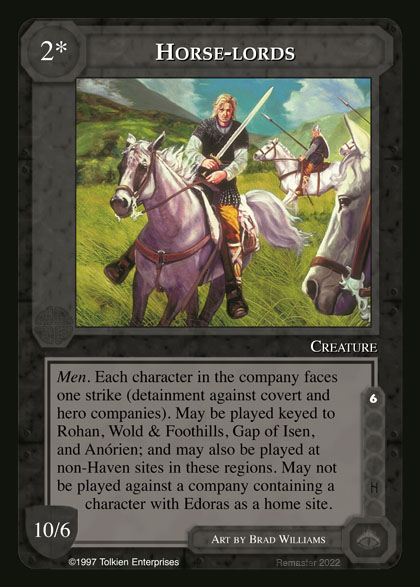 2*
HORSE-LORDS
CREATURE
Men. Each character in the company faces
one strike (detainment against covert and
hero companies). May be played keyed to
Rohan, Wold & Foothills, Gap of Isen,
and Anórien; and may also be played at
non-Haven sites in these regions. May not
be played against a company containing a
character with Edoras as a home site.
6
H
10/6
ART BY BRAD WILLIAMS
©1997 Tolkien Enterprises
Remaster 2022